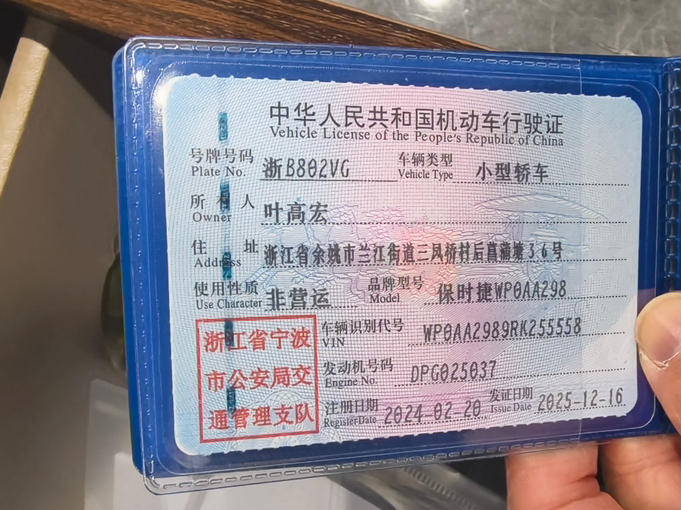 中华人民共和国机动车行驶证
Vehicle License of the People's Republic of China
号牌号码 Plate No. 浙B802VG 车辆类型 Vehicle Type 小型轿车
所有人 Owner 叶高宏
住址 Address 浙江省余姚市兰江街道三凤桥村后菖蒲塘36号
使用性质 Use Character 非营运 品牌型号 Model 保时捷WP0AA298
浙江省宁波市公安局交通管理支队
车辆识别代号 VIN WP0AA2989RK255558
发动机号码 Engine No. DPG025037
注册日期 Register Date 2024-02-20 发证日期 Issue Date 2025-12-16